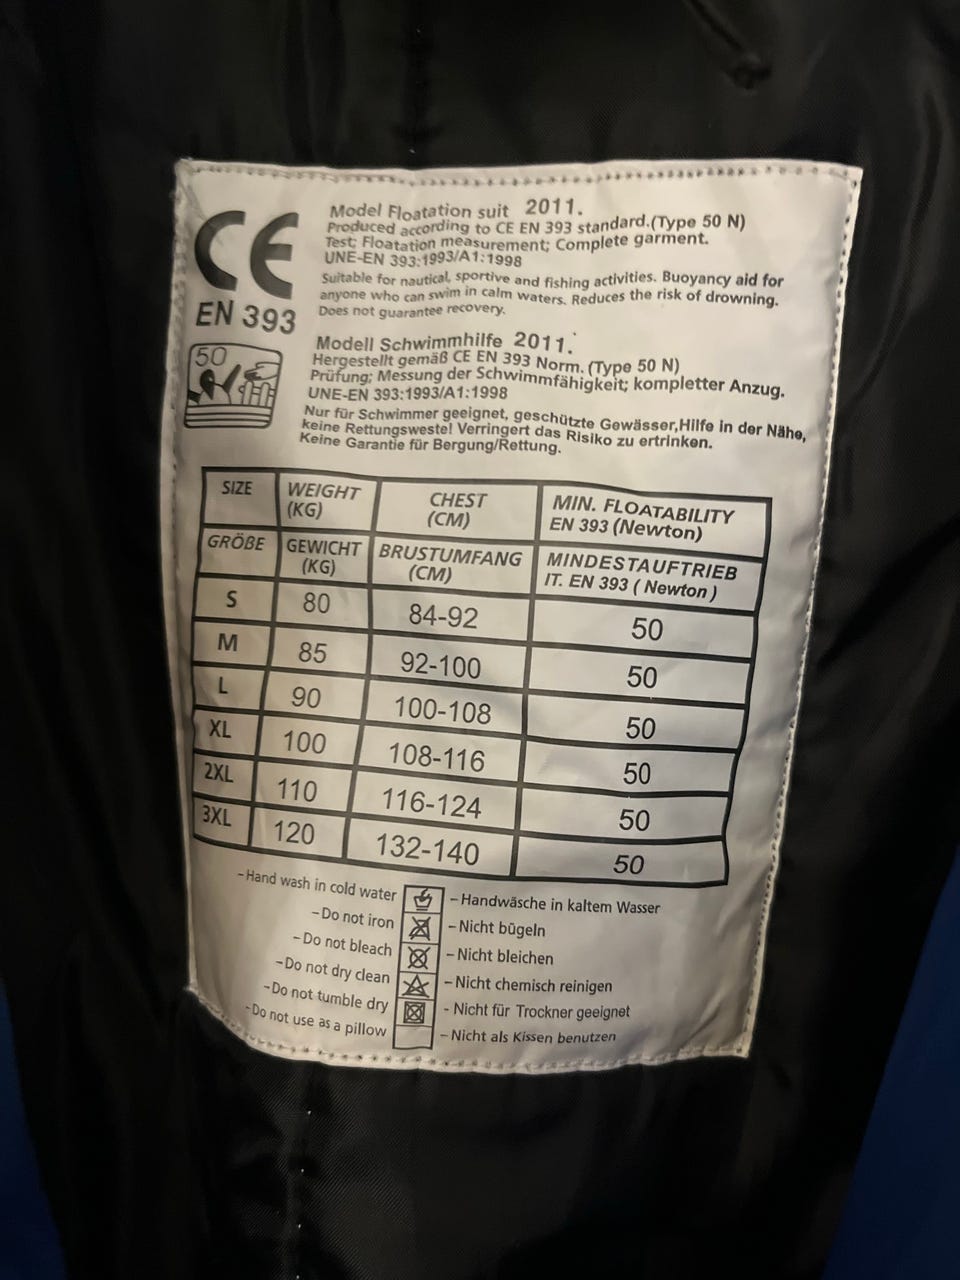 CE
EN 393
50
Model Floatation suit 2011.
Produced according to CE EN 393 standard.(Type 50 N)
Test; Floatation measurement; Complete garment.
UNE-EN 393:1993/A1:1998
Suitable for nautical, sportive and fishing activities. Buoyancy aid for
anyone who can swim in calm waters. Reduces the risk of drowning.
Does not guarantee recovery.
Modell Schwimmhilfe 2011.
Hergestellt gemäß CE EN 393 Norm. (Type 50 N)
Prüfung; Messung der Schwimmfähigkeit; kompletter Anzug.
UNE-EN 393:1993/A1:1998
Nur für Schwimmer geeignet, geschützte Gewässer,Hilfe in der Nähe,
keine Rettungsweste! Verringert das Risiko zu ertrinken.
Keine Garantie für Bergung/Rettung.
SIZE WEIGHT (KG) CHEST (CM) MIN. FLOATABILITY EN 393 (Newton)
GRÖßE GEWICHT (KG) BRUSTUMFANG (CM) MINDESTAUFTRIEB IT. EN 393 ( Newton )
S 80 84-92 50
M 85 92-100 50
L 90 100-108 50
XL 100 108-116 50
2XL 110 116-124 50
3XL 120 132-140 50
- Hand wash in cold water - Handwäsche in kaltem Wasser
- Do not iron - Nicht bügeln
- Do not bleach - Nicht bleichen
- Do not dry clean - Nicht chemisch reinigen
- Do not tumble dry - Nicht für Trockner geeignet
- Do not use as a pillow - Nicht als Kissen benutzen